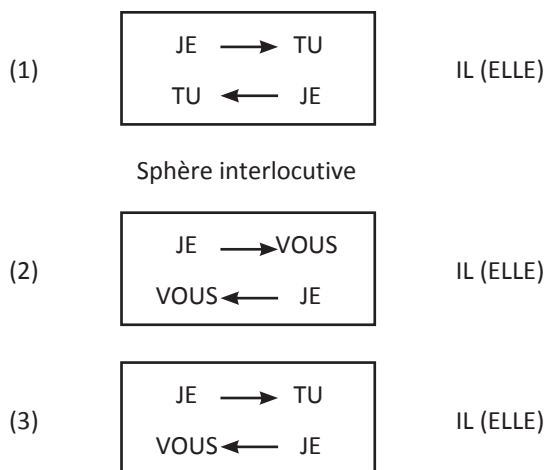 JE → TU
(1) IL (ELLE)
TU ← JE
Sphère interlocutive
JE → VOUS
(2) IL (ELLE)
VOUS ← JE
JE → TU
(3) IL (ELLE)
VOUS ← JE